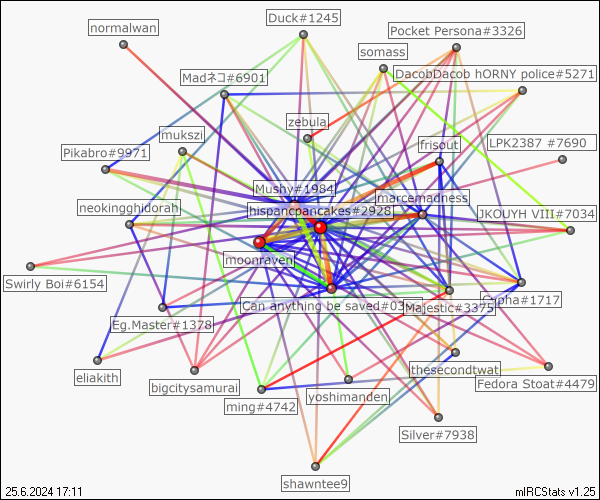 Duck#1245
normalwan
Pocket Persona#3326
somass
Madネコ#6901
DacobDacob hORNY police#5271
zebula
mukszi
frisout
LPK2387 #7690
Pikabro#9971
Mushy#1984
marcemadness
neokingghidorah
hispancpancakes#2928
JKOUYH VIII#7034
moonraven
Swirly Boi#6154
Can anything be saved#03
Majestic#3375
Cypha#1717
Eg.Master#1378
eliakith
bigcitysamurai
thesecondtwat
Fedora Stoat#4479
ming#4742
yoshimanden
Silver#7938
shawntee9
25.6.2024 17:11
mIRCStats v1.25